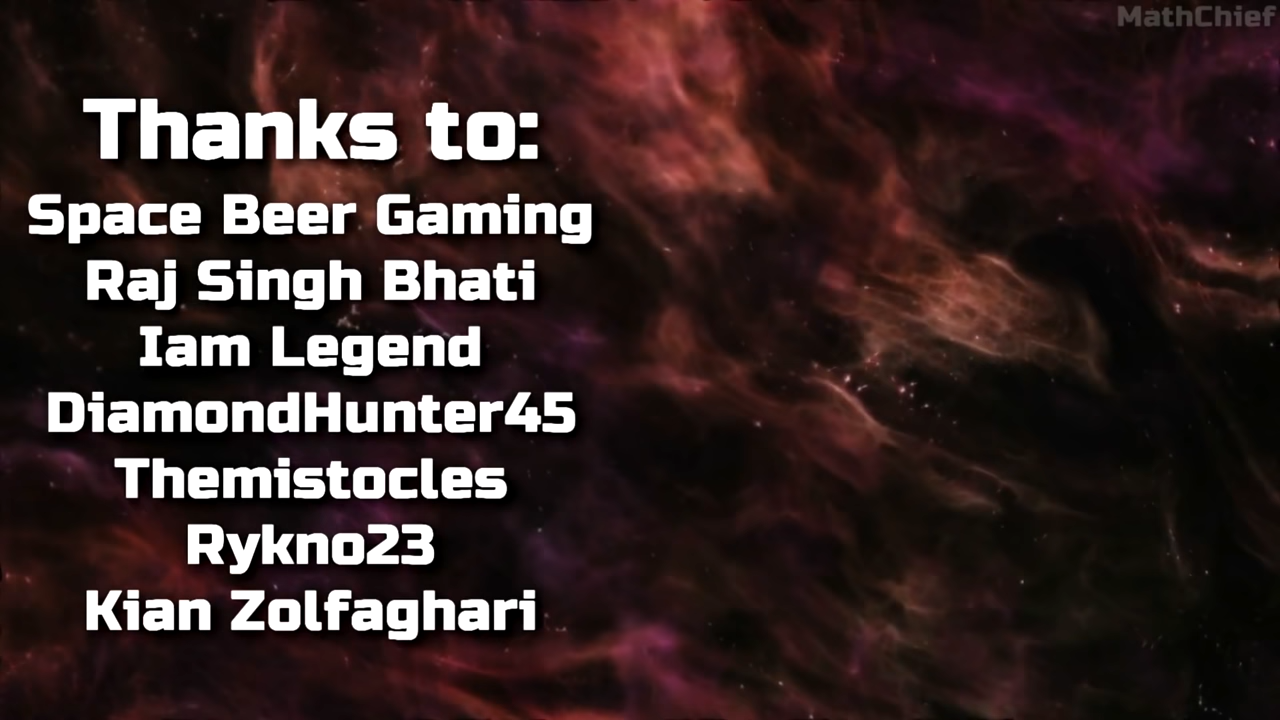 MathChief
Thanks to:
Space Beer Gaming
Raj Singh Bhati
Iam Legend
DiamondHunter45
Themistocles
Rykno23
Kian Zolfaghari